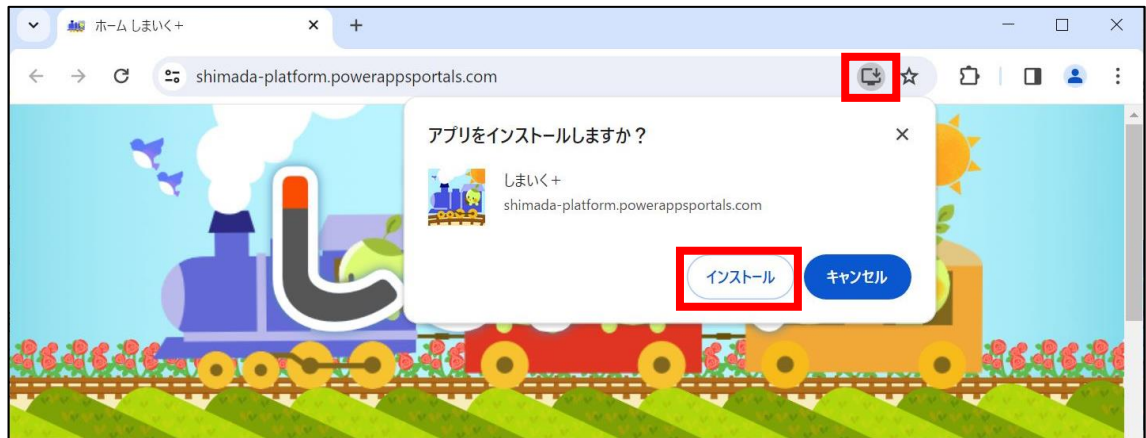 ホーム しまいく+
shimada-platform.powerappsportals.com
アプリをインストールしますか？
しまいく+
shimada-platform.powerappsportals.com
インストール
キャンセル
し